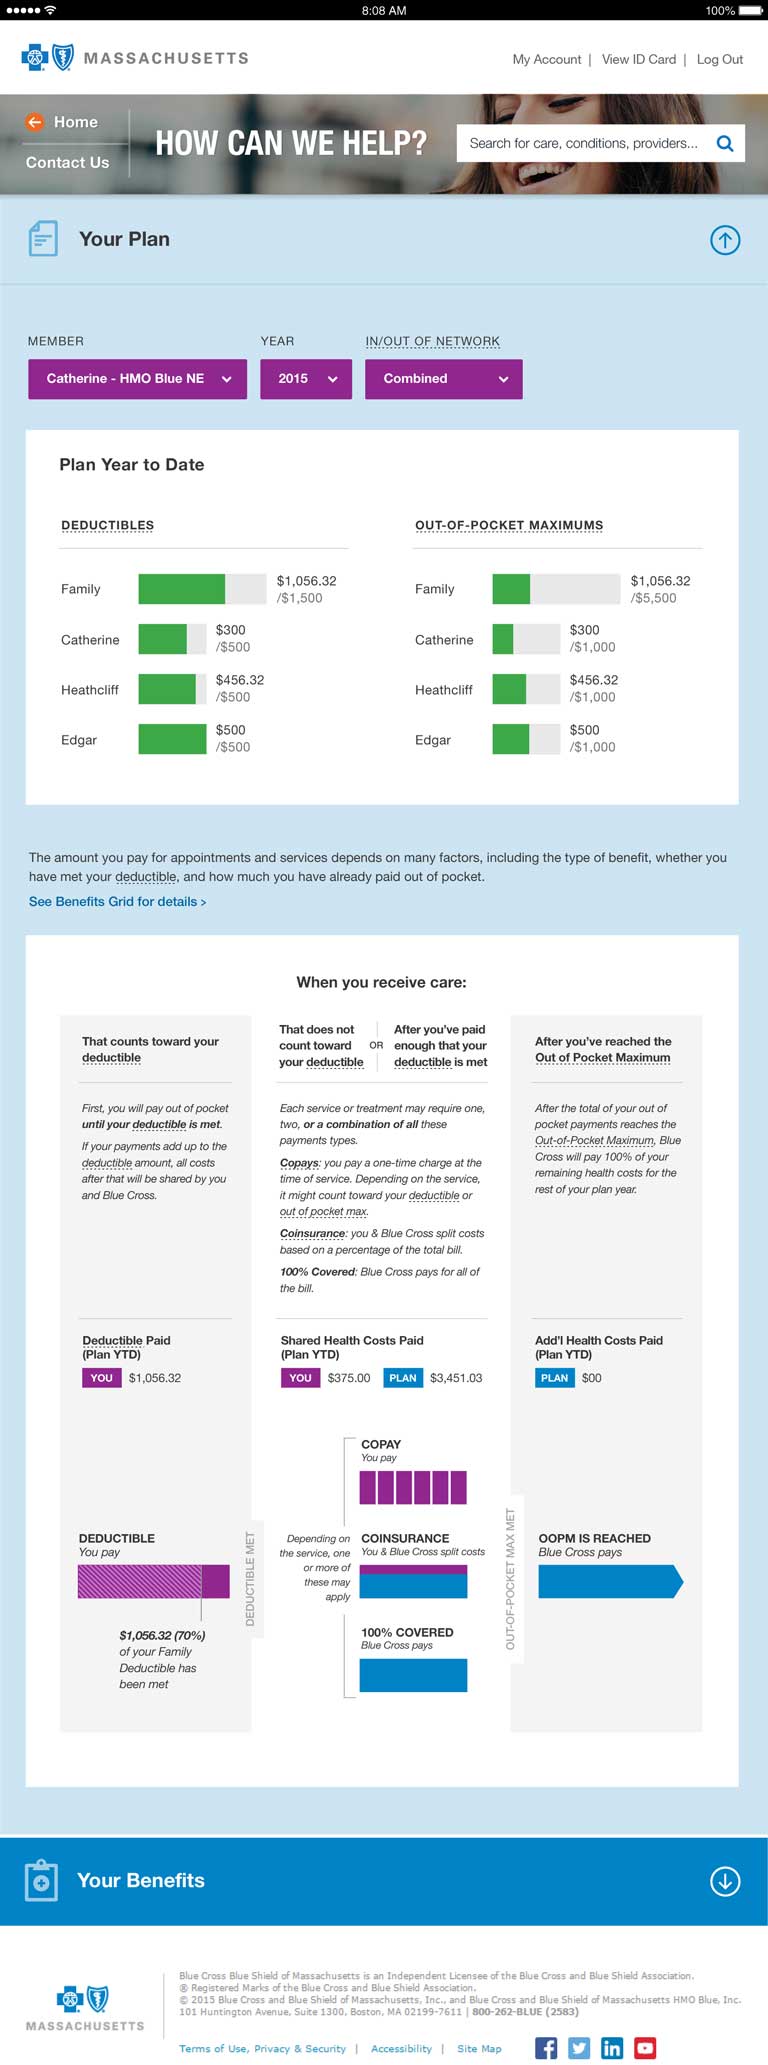 8:08 AM
100%
MASSACHUSETTS
My Account | View ID Card | Log Out
Home
Contact Us
HOW CAN WE HELP?
Search for care, conditions, providers...
Your Plan
MEMBER
YEAR
IN/OUT OF NETWORK
Catherine - HMO Blue NE
2015
Combined
Plan Year to Date
DEDUCTIBLES
Family
$1,056.32
/$1,500
Catherine
$300
/$500
Heathcliff
$456.32
/$500
Edgar
$500
/$500
OUT-OF-POCKET MAXIMUMS
Family
$1,056.32
/$5,500
Catherine
$300
/$1,000
Heathcliff
$456.32
/$1,000
Edgar
$500
/$1,000
The amount you pay for appointments and services depends on many factors, including the type of benefit, whether you
have met your deductible, and how much you have already paid out of pocket.
See Benefits Grid for details >
When you receive care:
That counts toward your
deductible
First, you will pay out of pocket
until your deductible is met.
If your payments add up to the
deductible amount, all costs
after that will be shared by you
and Blue Cross.
Deductible Paid
(Plan YTD)
YOU $1,056.32
DEDUCTIBLE
You pay
$1,056.32 (70%)
of your Family
Deductible has
been met
DEDUCTIBLE MET
That does not
count toward
your deductible
OR
After you've paid
enough that your
deductible is met
Each service or treatment may require one,
two, or a combination of all these
payments types.
Copays: you pay a one-time charge at the
time of service. Depending on the service,
it might count toward your deductible or
out of pocket max.
Coinsurance: you & Blue Cross split costs
based on a percentage of the total bill.
100% Covered: Blue Cross pays for all of
the bill.
Shared Health Costs Paid
(Plan YTD)
YOU $375.00 PLAN $3,451.03
COPAY
You pay
Depending on
the service, one
or more of
these may
apply
COINSURANCE
You & Blue Cross split costs
100% COVERED
Blue Cross pays
OUT-OF-POCKET MAX MET
After you've reached the
Out of Pocket Maximum
After the total of your out of
pocket payments reaches the
Out-of-Pocket Maximum, Blue
Cross will pay 100% of your
remaining health costs for the
rest of your plan year.
Add'l Health Costs Paid
(Plan YTD)
PLAN $00
OOPM IS REACHED
Blue Cross pays
Your Benefits
MASSACHUSETTS
Blue Cross Blue Shield of Massachusetts is an Independent Licensee of the Blue Cross and Blue Shield Association.
® Registered Marks of the Blue Cross and Blue Shield Association.
© 2015 Blue Cross and Blue Shield of Massachusetts, Inc., and Blue Cross and Blue Shield of Massachusetts HMO Blue, Inc.
101 Huntington Avenue, Suite 1300, Boston, MA 02199-7611 | 800-262-BLUE (2583)
Terms of Use, Privacy & Security | Accessibility | Site Map